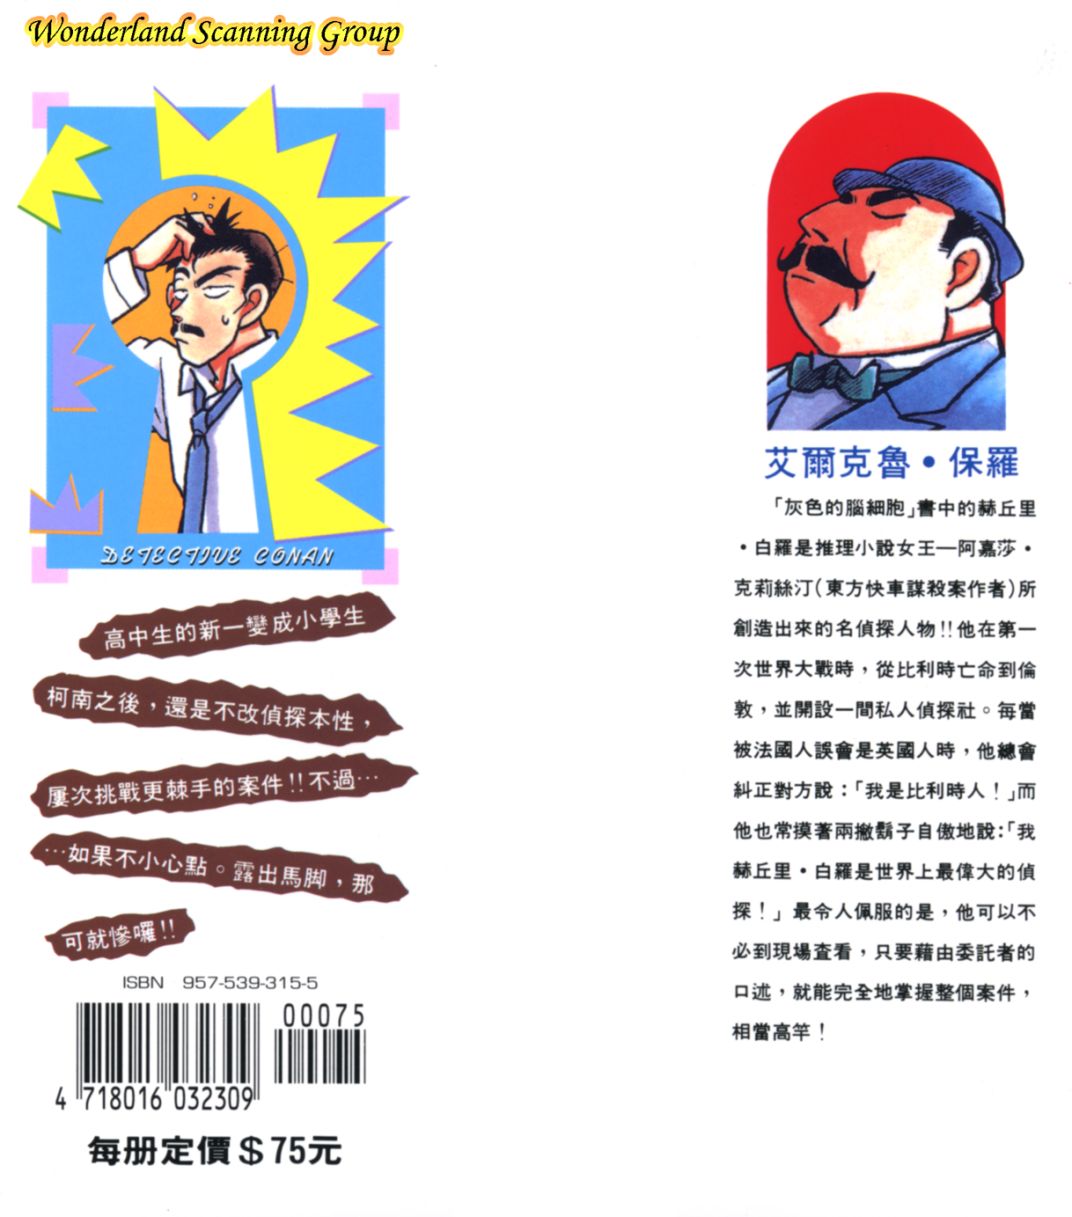 Wonderland Scanning Group
DETECTIVE CONAN
高中生的新一變成小學生
柯南之後，還是不改偵探本性，
屢次挑戰更棘手的案件!!不過…
…如果不小心點。露出馬脚，那
可就慘囉!!
ISBN 957-539-315-5
00075
4 718016 032309
每册定價＄75元
艾爾克魯•保羅
「灰色的腦細胞」書中的赫丘里
•白羅是推理小說女王—阿嘉莎•
克莉絲汀(東方快車謀殺案作者)所
創造出來的名偵探人物!!他在第一
次世界大戰時，從比利時亡命到倫
敦，並開設一間私人偵探社。每當
被法國人誤會是英國人時，他總會
糾正對方說：「我是比利時人！」而
他也常摸著兩撇鬍子自傲地說:「我
赫丘里•白羅是世界上最偉大的偵
探！」最令人佩服的是，他可以不
必到現場查看，只要藉由委託者的
口述，就能完全地掌握整個案件，
相當高竿！